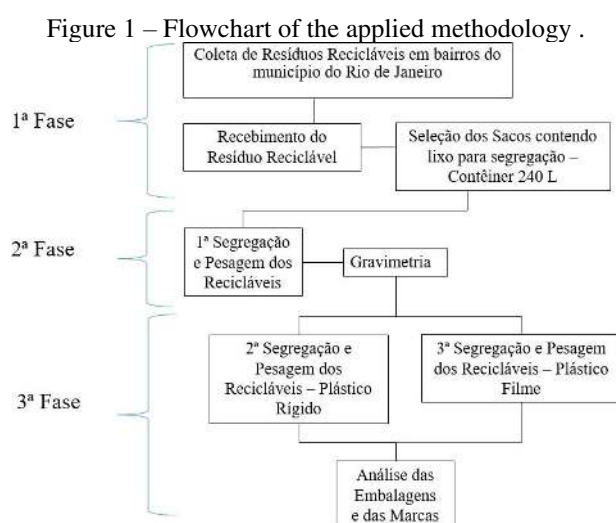 Figure 1 – Flowchart of the applied methodology .
Coleta de Resíduos Recicláveis em bairros do
município do Rio de Janeiro
1ª Fase
Recebimento do
Resíduo Reciclável
Seleção dos Sacos contendo
lixo para segregação –
Contêiner 240 L
2ª Fase
1ª Segregação
e Pesagem dos
Recicláveis
Gravimetria
3ª Fase
2ª Segregação e
Pesagem dos
Recicláveis – Plástico
Rígido
3ª Segregação e Pesagem
dos Recicláveis – Plástico
Filme
Análise das
Embalagens
e das Marcas